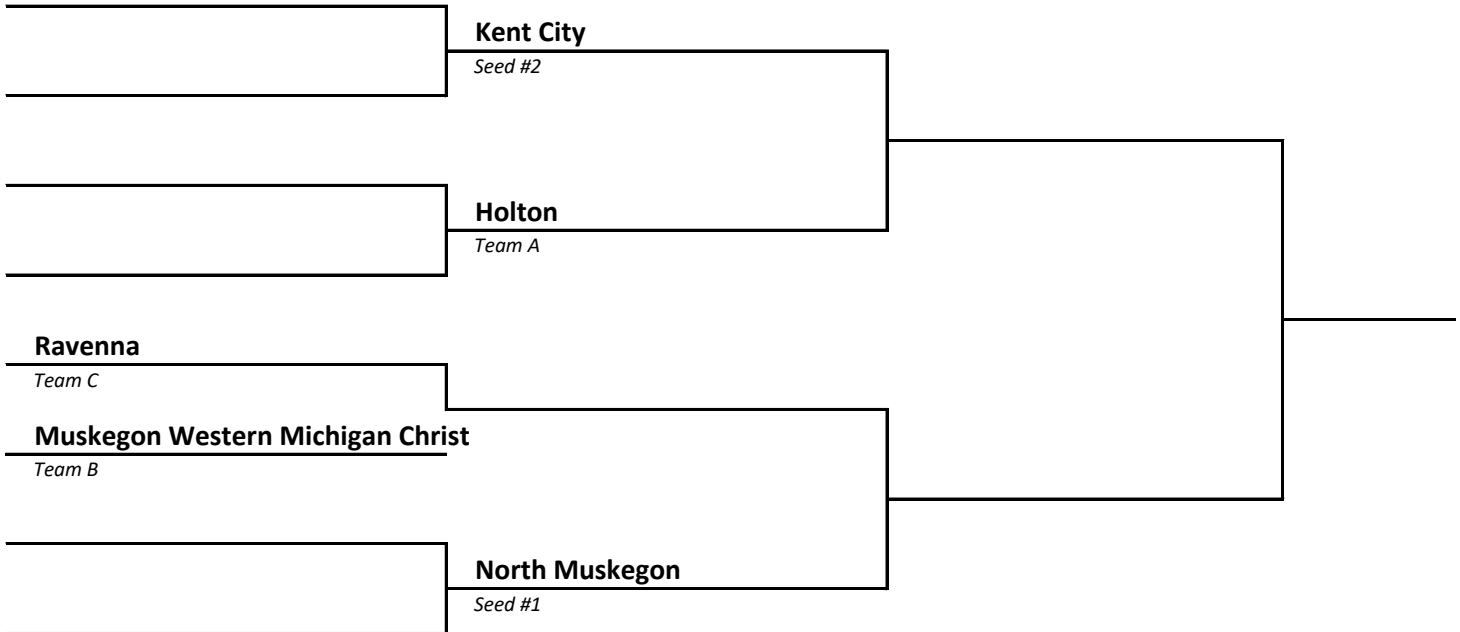 Kent City
Seed #2
Holton
Team A
Ravenna
Team C
Muskegon Western Michigan Christ
Team B
North Muskegon
Seed #1